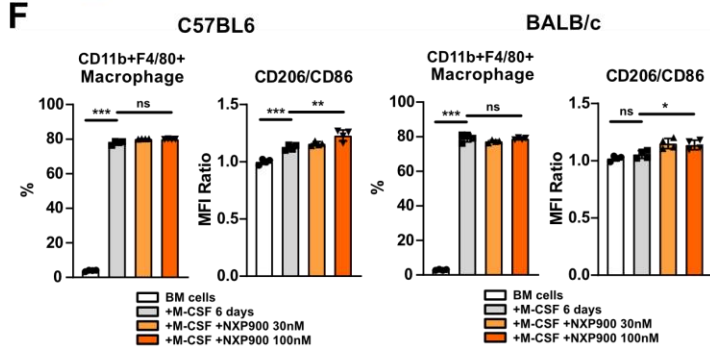 F
C57BL6
BALB/c
CD11b+F4/80+
Macrophage
CD206/CD86
CD11b+F4/80+
Macrophage
CD206/CD86
***
ns
100
80
60
40
20
0
%
***
**
1.5
1.0
0.5
0.0
MFI Ratio
***
ns
100
80
60
40
20
0
%
ns
*
1.5
1.0
0.5
0.0
MFI Ratio
BM cells
+M-CSF 6 days
+M-CSF +NXP900 30nM
+M-CSF +NXP900 100nM
BM cells
+M-CSF 6 days
+M-CSF +NXP900 30nM
+M-CSF +NXP900 100nM